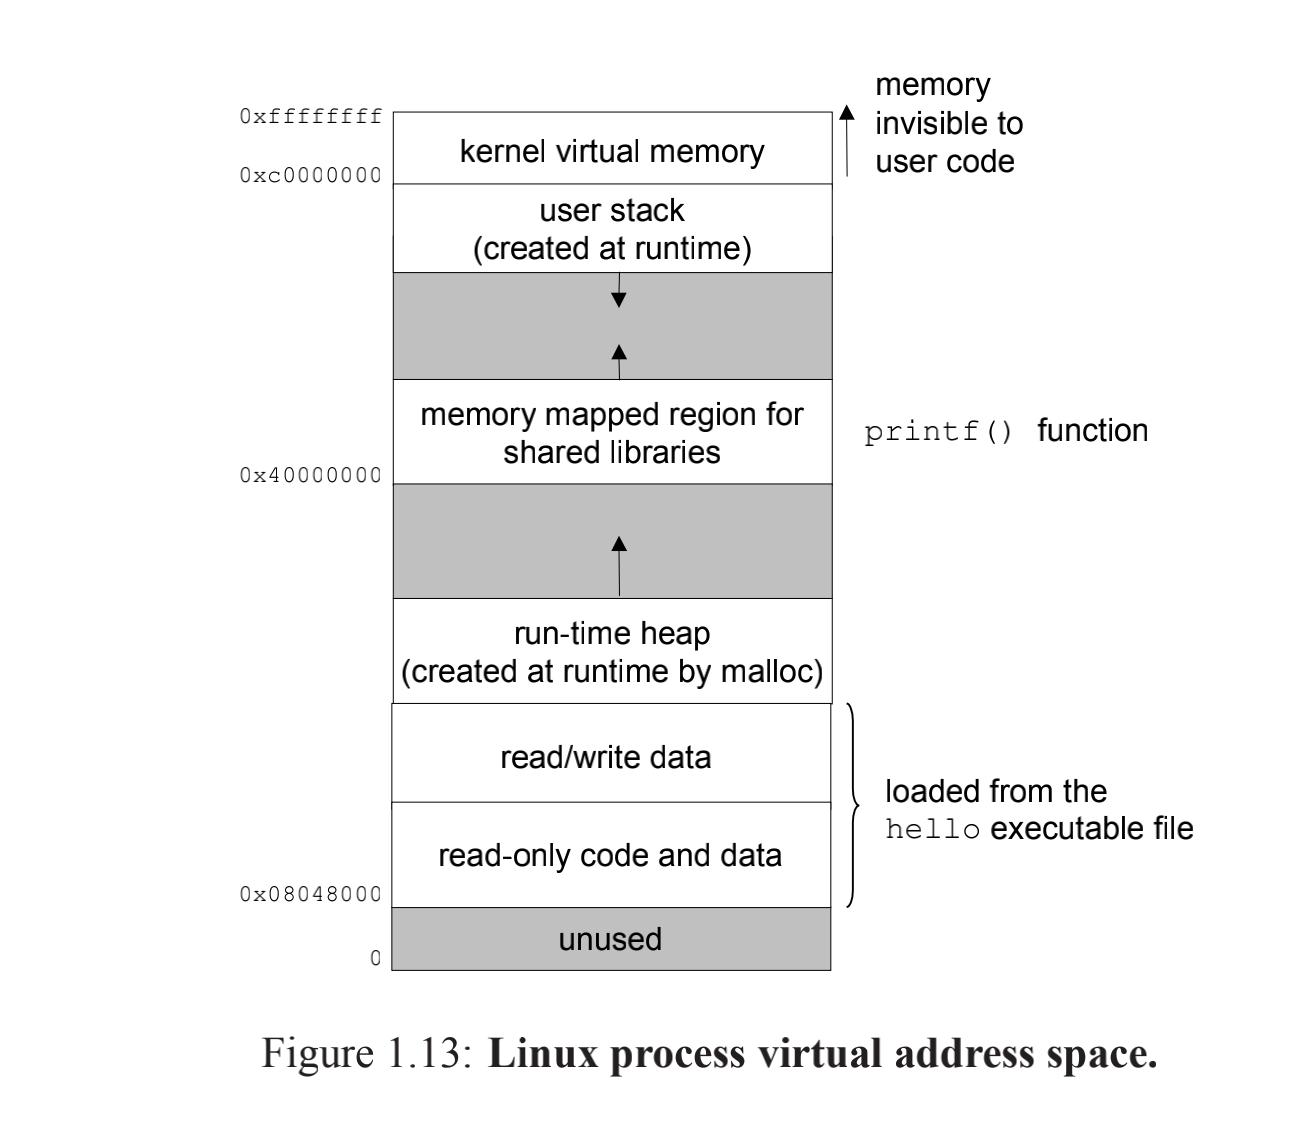 memory
invisible to
user code
0xffffffff
kernel virtual memory
0xc0000000
user stack
(created at runtime)
memory mapped region for
shared libraries
printf() function
0x40000000
run-time heap
(created at runtime by malloc)
read/write data
loaded from the
hello executable file
read-only code and data
0x08048000
unused
0
Figure 1.13: Linux process virtual address space.